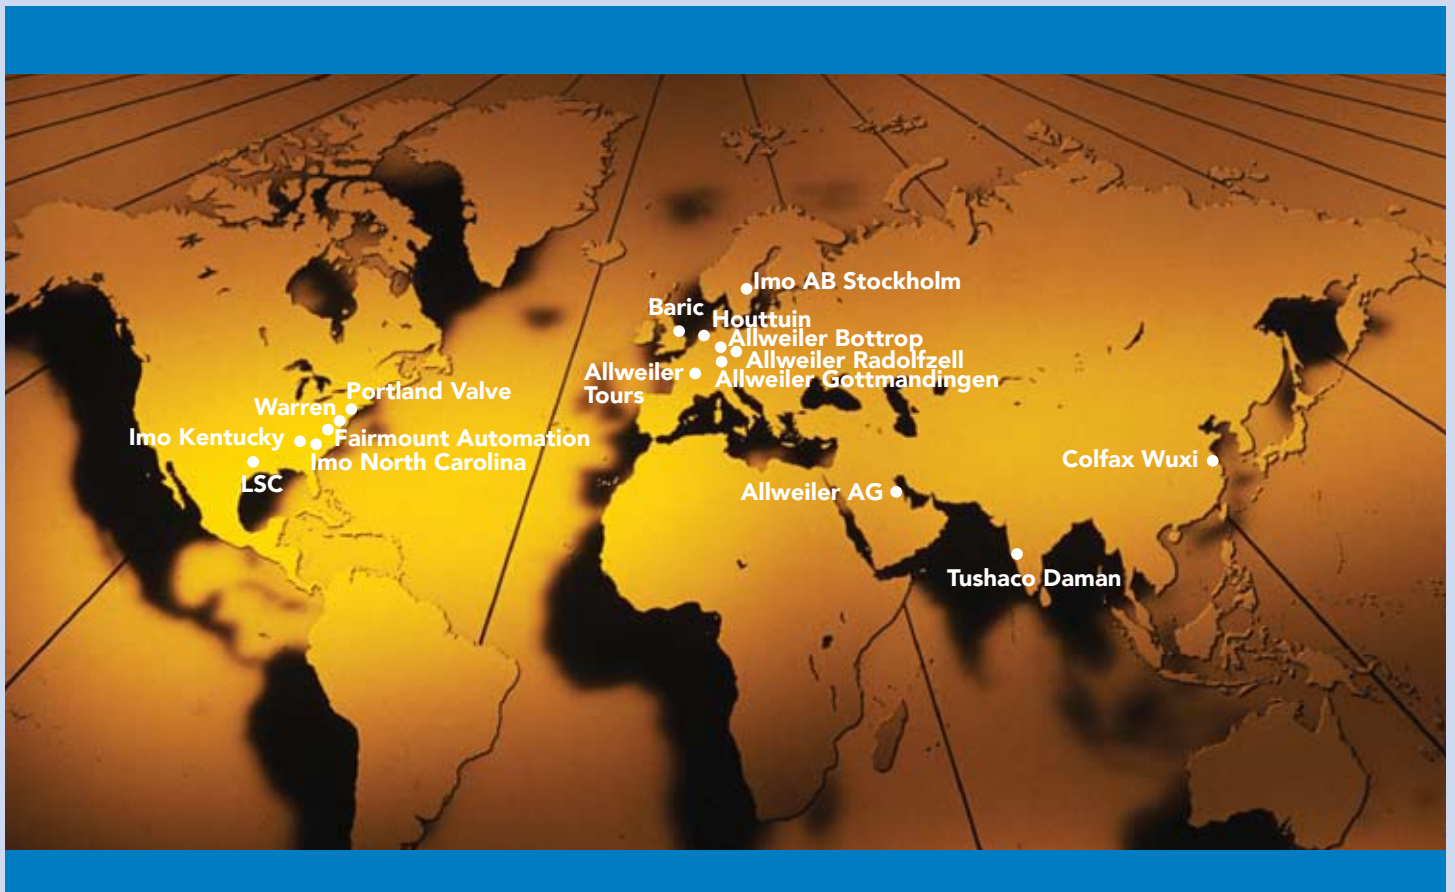 Imo AB Stockholm
Baric
Houttuin
Allweiler Bottrop
Allweiler Radolfzell
Allweiler
Tours
Allweiler Gottmandingen
Portland Valve
Warren
Imo Kentucky
Fairmount Automation
Imo North Carolina
LSC
Colfax Wuxi
Allweiler AG
Tushaco Daman